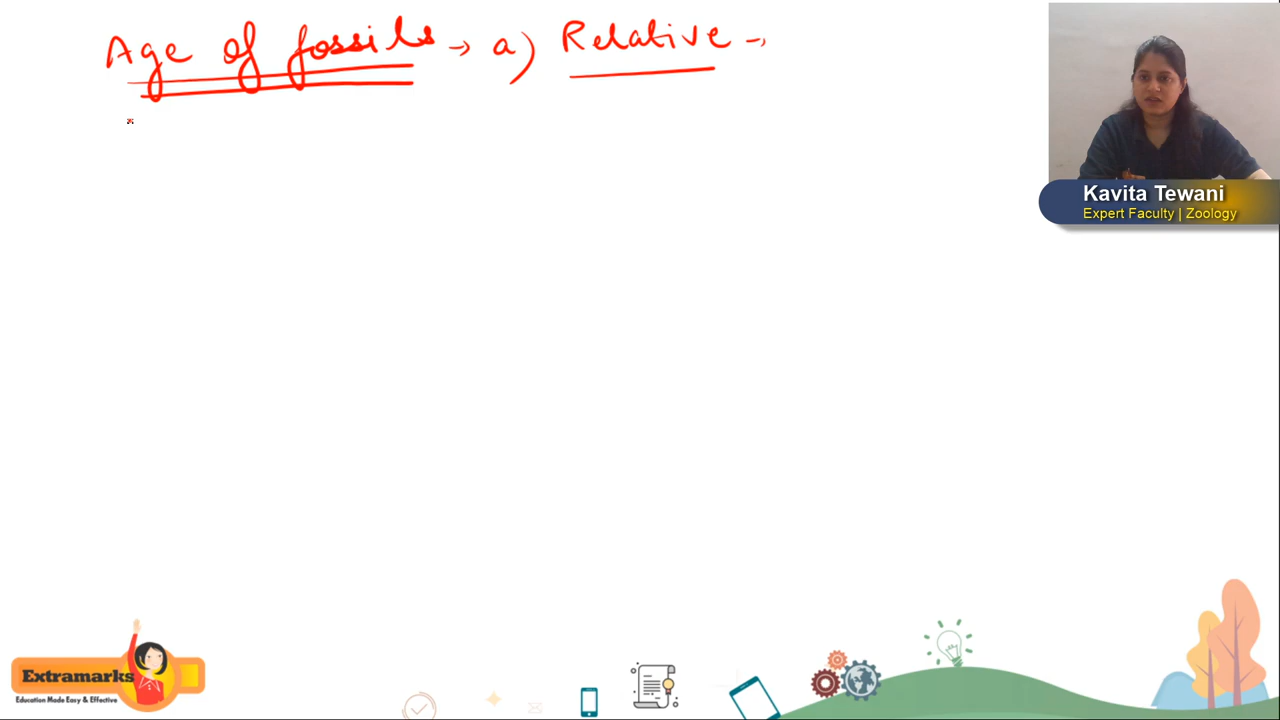 Age of fossils → a) Relative -
Kavita Tewani
Expert Faculty | Zoology
Extramarks
Education Made Easy & Effective